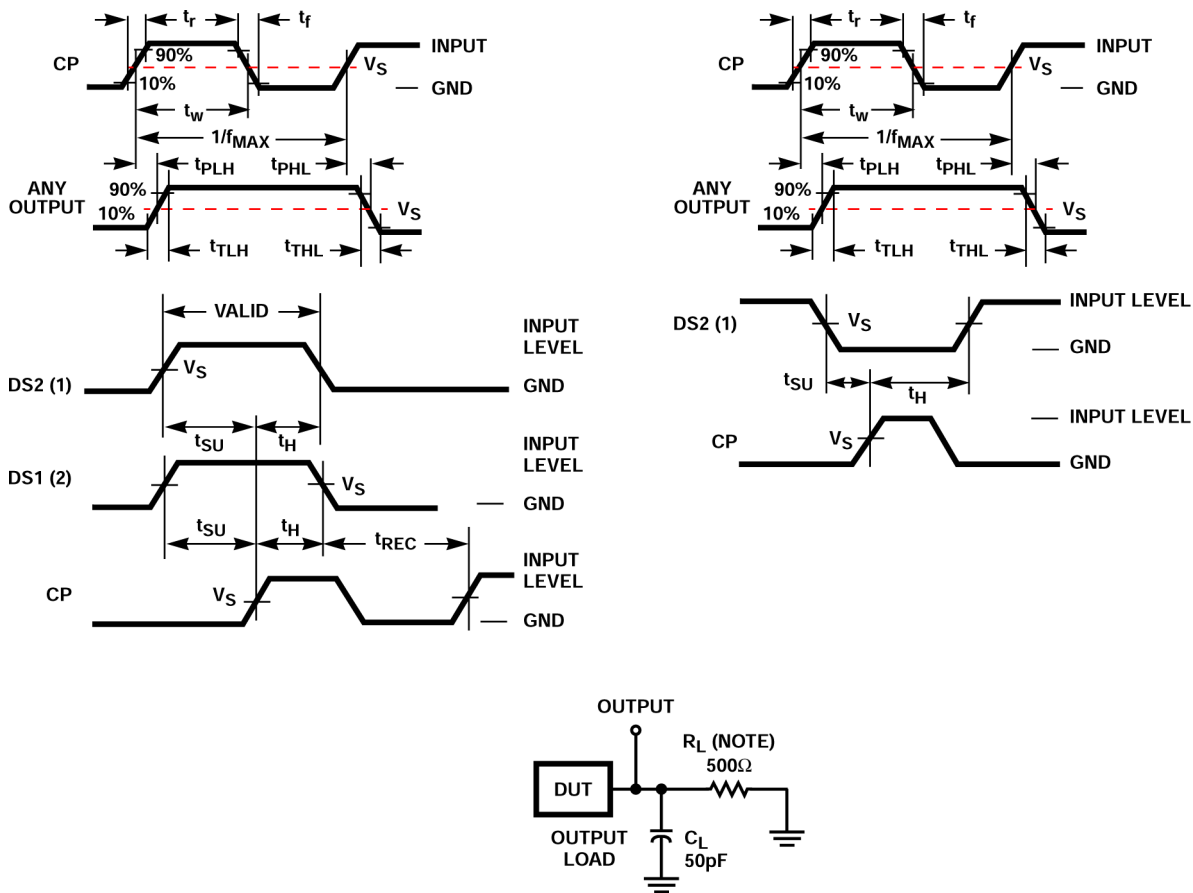 tr
tf
90%
INPUT
CP
VS
10%
GND
tW
1/fMAX
tPLH
tPHL
ANY
OUTPUT
90%
10%
VS
tTLH
tTHL
VALID
INPUT
LEVEL
VS
DS2 (1)
GND
tSU
tH
INPUT
LEVEL
DS1 (2)
VS
GND
tSU
tH
tREC
INPUT
LEVEL
CP
VS
GND
tr
tf
90%
INPUT
CP
VS
10%
GND
tW
1/fMAX
tPLH
tPHL
ANY
OUTPUT
90%
10%
VS
tTLH
tTHL
INPUT LEVEL
DS2 (1)
VS
GND
tSU
tH
INPUT LEVEL
CP
VS
GND
OUTPUT
RL (NOTE)
500Ω
DUT
OUTPUT
LOAD
CL
50pF